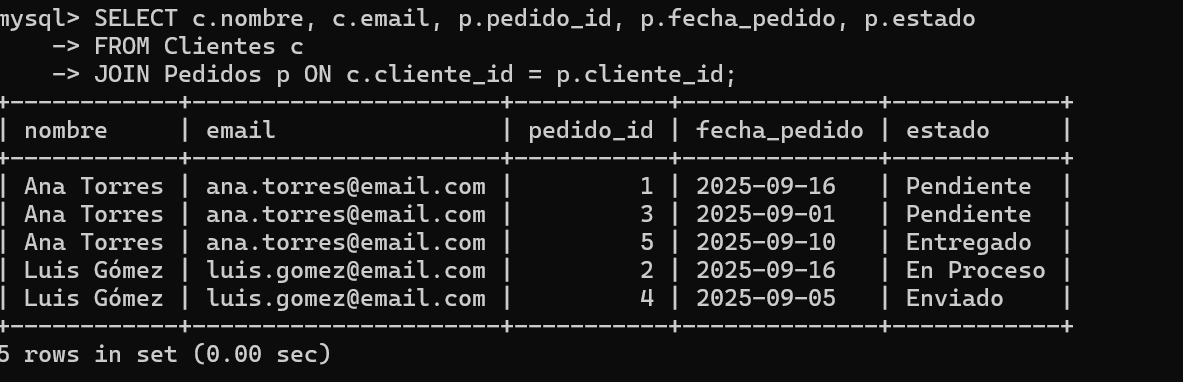 mysql> SELECT c.nombre, c.email, p.pedido_id, p.fecha_pedido, p.estado
    -> FROM Clientes c
    -> JOIN Pedidos p ON c.cliente_id = p.cliente_id;
+------------+----------------------+-----------+--------------+------------+
| nombre     | email                | pedido_id | fecha_pedido | estado     |
+------------+----------------------+-----------+--------------+------------+
| Ana Torres | ana.torres@email.com |         1 | 2025-09-16   | Pendiente  |
| Ana Torres | ana.torres@email.com |         3 | 2025-09-01   | Pendiente  |
| Ana Torres | ana.torres@email.com |         5 | 2025-09-10   | Entregado  |
| Luis Gómez | luis.gomez@email.com |         2 | 2025-09-16   | En Proceso |
| Luis Gómez | luis.gomez@email.com |         4 | 2025-09-05   | Enviado    |
+------------+----------------------+-----------+--------------+------------+
5 rows in set (0.00 sec)